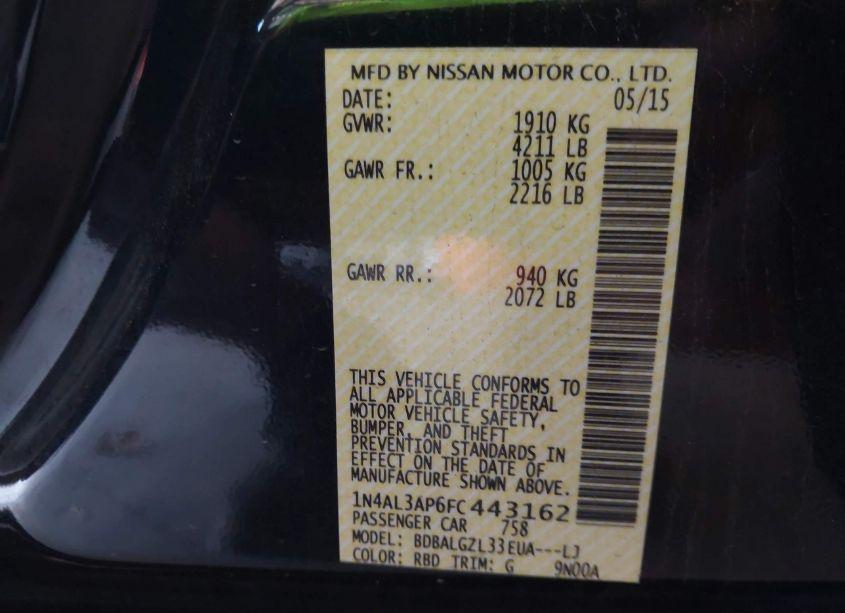 MFD BY NISSAN MOTOR CO., LTD.
DATE: 05/15
GVWR: 1910 KG
4211 LB
GAWR FR.: 1005 KG
2216 LB
GAWR RR.: 940 KG
2072 LB
THIS VEHICLE CONFORMS TO
ALL APPLICABLE FEDERAL
MOTOR VEHICLE SAFETY,
BUMPER, AND THEFT
PREVENTION STANDARDS IN
EFFECT ON THE DATE OF
MANUFACTURE SHOWN ABOVE.
1N4AL3AP6FC443162
PASSENGER CAR 758
MODEL: BDBALGZL33EUA---LJ
COLOR: RBD TRIM: G 9N00A